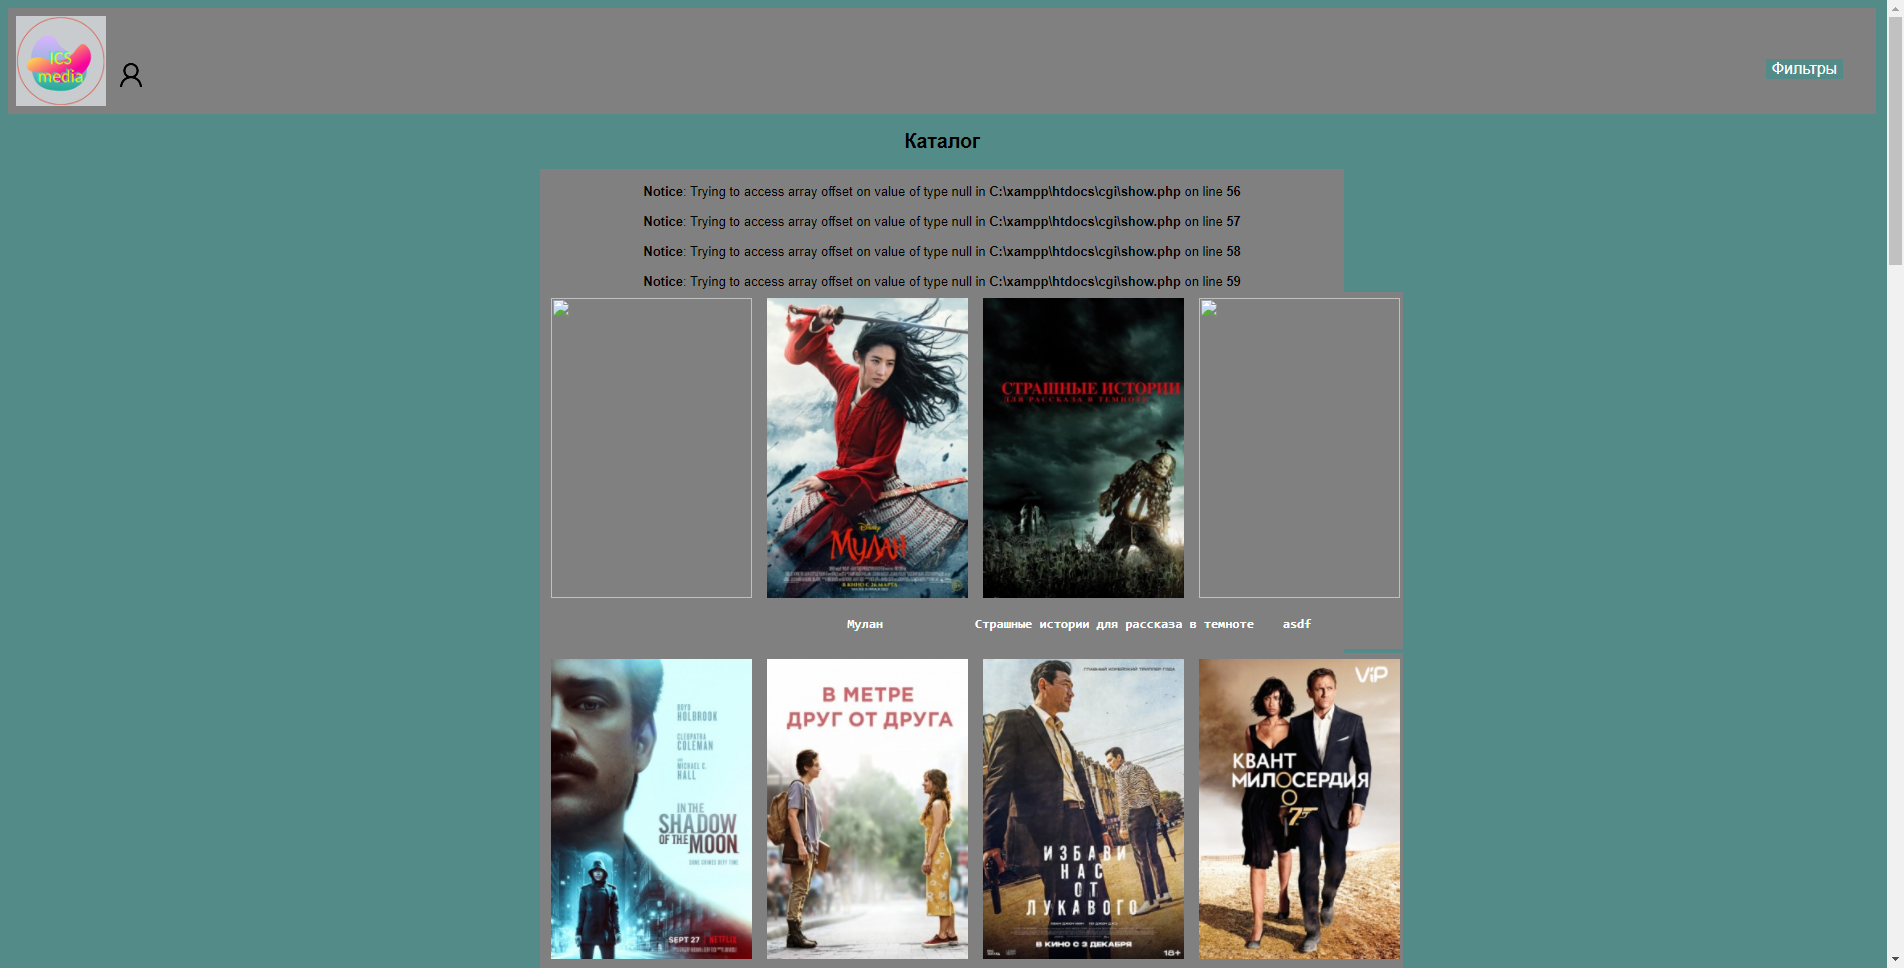 ICS
media
Фильтры
Каталог
Notice: Trying to access array offset on value of type null in C:\xampp\htdocs\cgi\show.php on line 56
Notice: Trying to access array offset on value of type null in C:\xampp\htdocs\cgi\show.php on line 57
Notice: Trying to access array offset on value of type null in C:\xampp\htdocs\cgi\show.php on line 58
Notice: Trying to access array offset on value of type null in C:\xampp\htdocs\cgi\show.php on line 59
Disney
МУЛАН
В КИНО С 26 МАРТА
СТРАШНЫЕ ИСТОРИИ
ДЛЯ РАССКАЗА В ТЕМНОТЕ
Мулан
Страшные истории для рассказа в темноте
asdf
BOYD
HOLBROOK
CLEOPATRA
COLEMAN
MICHAEL C.
HALL
IN THE
SHADOW
OF THE MOON
SEPT 27 | NETFLIX
В МЕТРЕ
ДРУГ ОТ ДРУГА
ИЗБАВИ
НАС
ОТ
ЛУКАВОГО
В КИНО С 3 ДЕКАБРЯ
18+
ViP
КВАНТ
МИЛОСЕРДИЯ
007